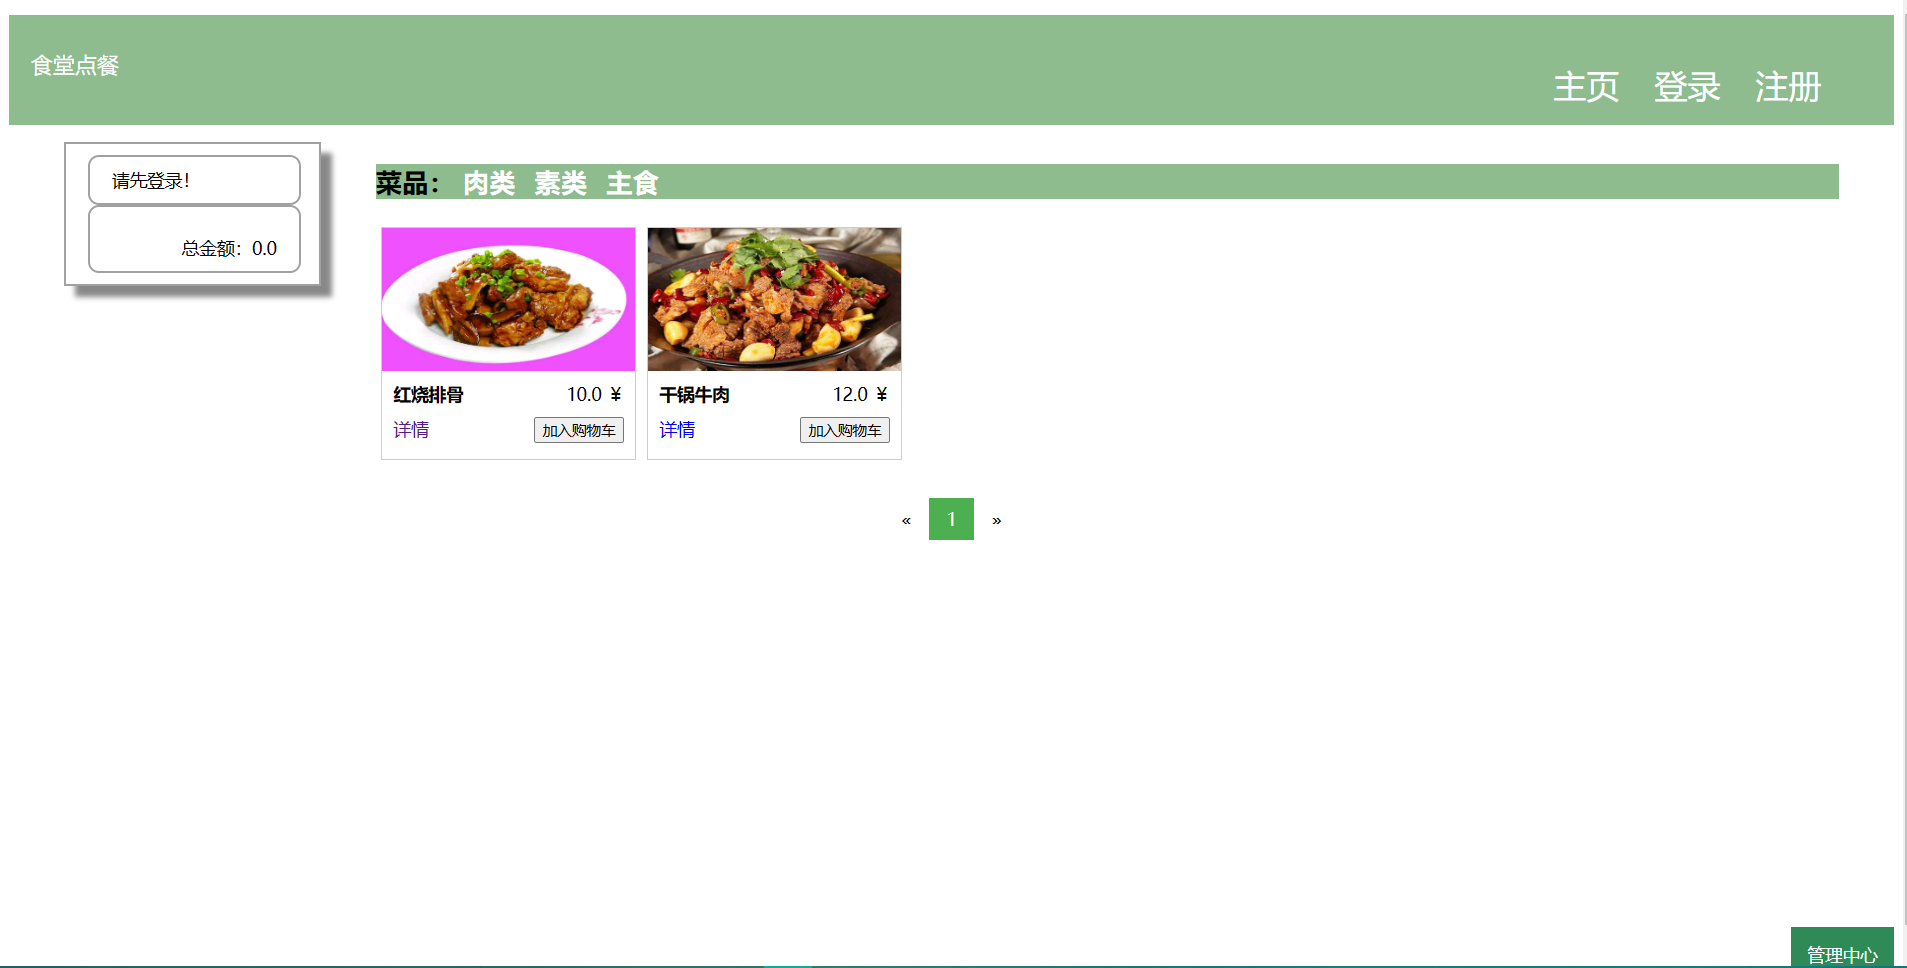 食堂点餐
主页 登录 注册
请先登录!
总金额：0.0
菜品： 肉类 素类 主食
红烧排骨 10.0 ¥
详情 加入购物车
干锅牛肉 12.0 ¥
详情 加入购物车
« 1 »
管理中心